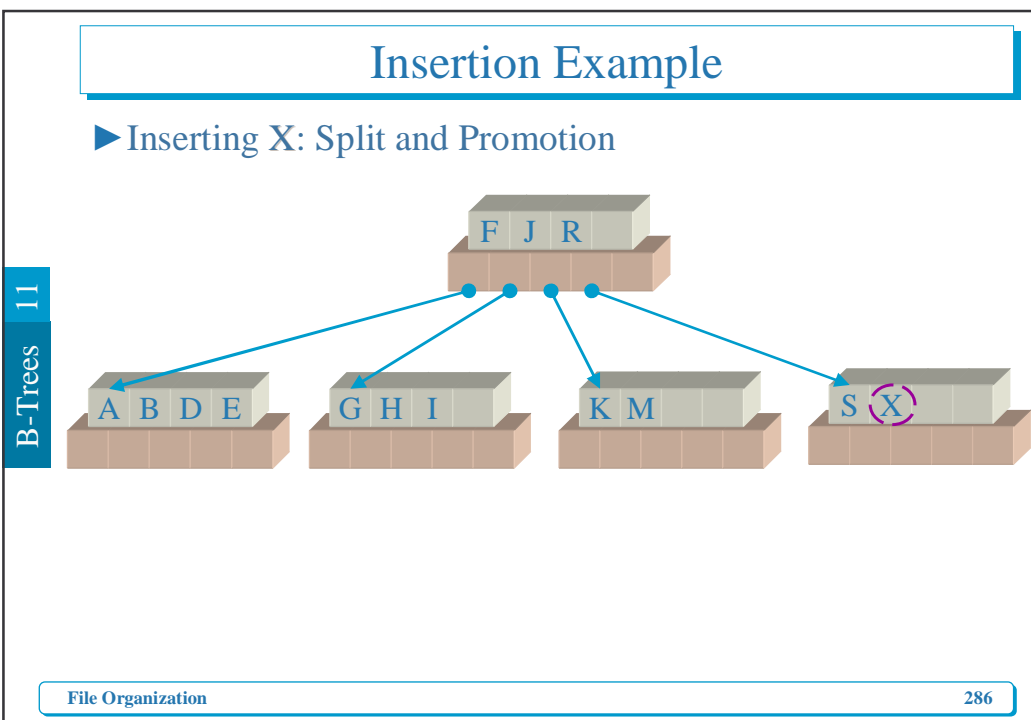 Insertion Example
►Inserting X: Split and Promotion
F J R
A B D E
G H I
K M
S X
B-Trees 11
File Organization 286